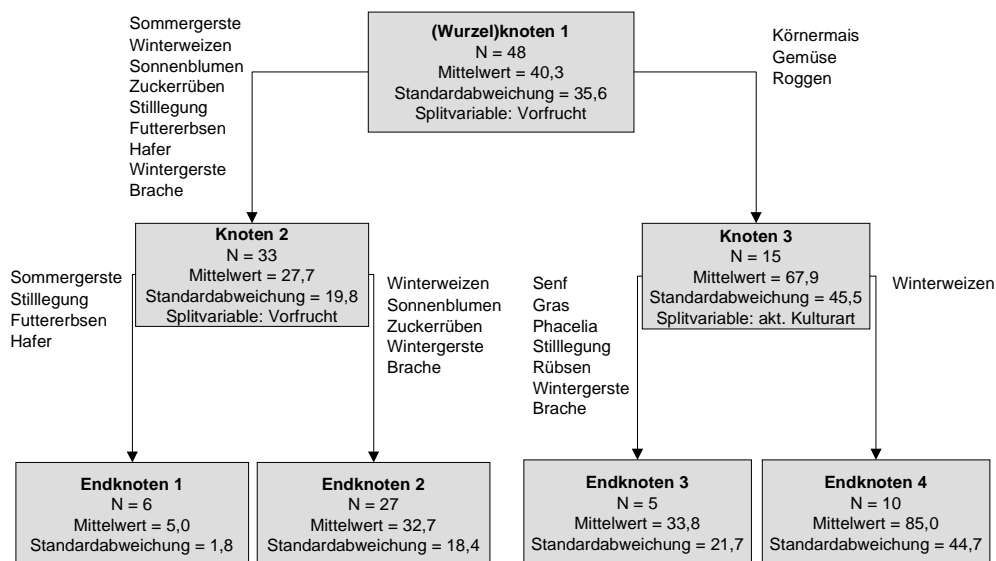 Sommergerste
Winterweizen
Sonnenblumen
Zuckerrüben
Stilllegung
Futtererbsen
Hafer
Wintergerste
Brache
(Wurzel)knoten 1
N = 48
Mittelwert = 40,3
Standardabweichung = 35,6
Splitvariable: Vorfrucht
Körnermais
Gemüse
Roggen
Sommergerste
Stilllegung
Futtererbsen
Hafer
Knoten 2
N = 33
Mittelwert = 27,7
Standardabweichung = 19,8
Splitvariable: Vorfrucht
Winterweizen
Sonnenblumen
Zuckerrüben
Wintergerste
Brache
Senf
Gras
Phacelia
Stilllegung
Rübsen
Wintergerste
Brache
Knoten 3
N = 15
Mittelwert = 67,9
Standardabweichung = 45,5
Splitvariable: akt. Kulturart
Winterweizen
Endknoten 1
N = 6
Mittelwert = 5,0
Standardabweichung = 1,8
Endknoten 2
N = 27
Mittelwert = 32,7
Standardabweichung = 18,4
Endknoten 3
N = 5
Mittelwert = 33,8
Standardabweichung = 21,7
Endknoten 4
N = 10
Mittelwert = 85,0
Standardabweichung = 44,7